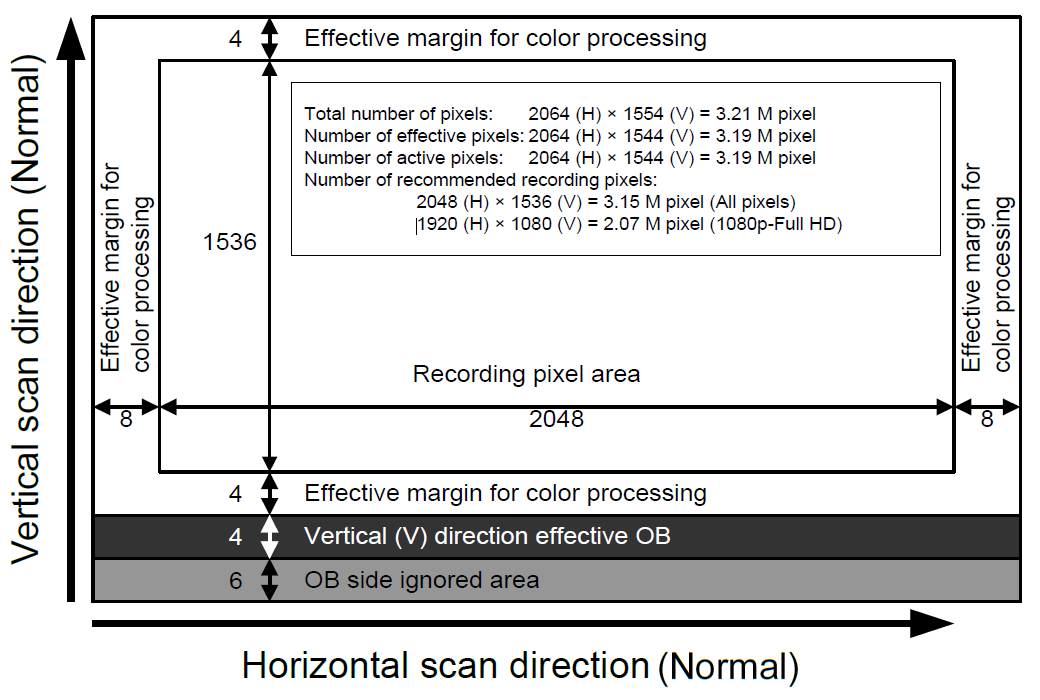 4 Effective margin for color processing
Total number of pixels: 2064 (H) × 1554 (V) = 3.21 M pixel
Number of effective pixels: 2064 (H) × 1544 (V) = 3.19 M pixel
Number of active pixels: 2064 (H) × 1544 (V) = 3.19 M pixel
Number of recommended recording pixels:
2048 (H) × 1536 (V) = 3.15 M pixel (All pixels)
1920 (H) × 1080 (V) = 2.07 M pixel (1080p-Full HD)
Vertical scan direction (Normal)
Effective margin for
color processing
1536
Effective margin for
color processing
Recording pixel area
8 2048 8
4 Effective margin for color processing
4 Vertical (V) direction effective OB
6 OB side ignored area
Horizontal scan direction (Normal)